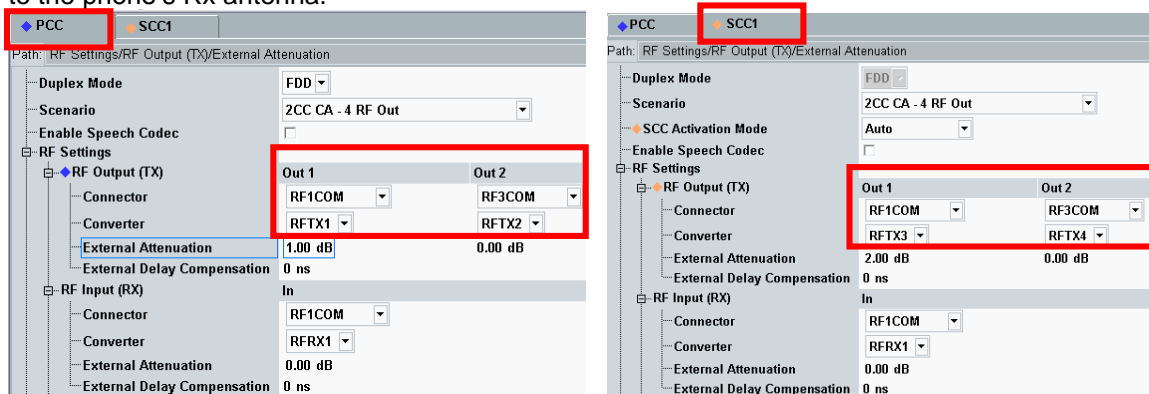 to the phone's Rx antenna.
PCC SCC1
Path: RF Settings/RF Output (TX)/External Attenuation
Duplex Mode FDD
Scenario 2CC CA - 4 RF Out
Enable Speech Codec
RF Settings
RF Output (TX) Out 1 Out 2
Connector RF1COM RF3COM
Converter RFTX1 RFTX2
External Attenuation 1.00 dB 0.00 dB
External Delay Compensation 0 ns
RF Input (RX) In
Connector RF1COM
Converter RFRX1
External Attenuation 0.00 dB
External Delay Compensation 0 ns
PCC SCC1
Path: RF Settings/RF Output (TX)/External Attenuation
Duplex Mode FDD
Scenario 2CC CA - 4 RF Out
SCC Activation Mode Auto
Enable Speech Codec
RF Settings
RF Output (TX) Out 1 Out 2
Connector RF1COM RF3COM
Converter RFTX3 RFTX4
External Attenuation 2.00 dB 0.00 dB
External Delay Compensation 0 ns
RF Input (RX) In
Connector RF1COM
Converter RFRX1
External Attenuation 0.00 dB
External Delay Compensation 0 ns